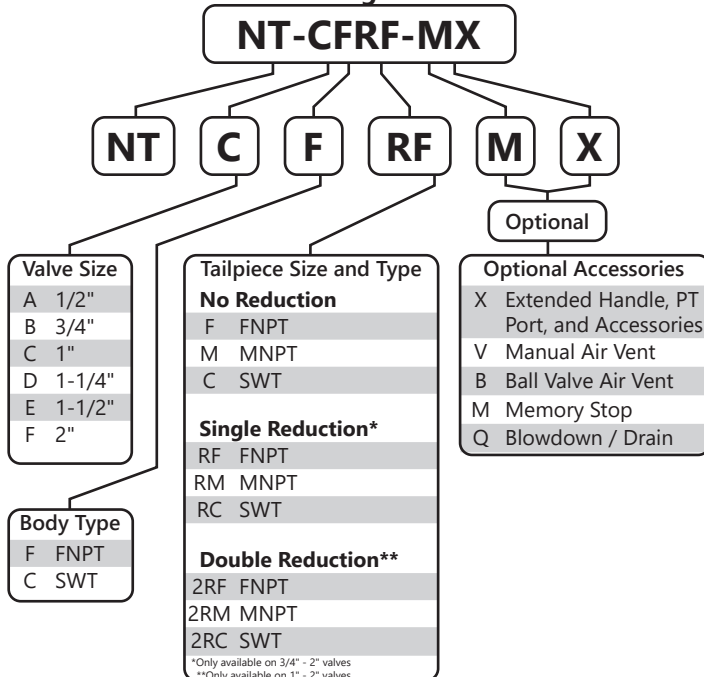 NT-CFRF-MX
NT C F RF M X
Optional
Valve Size
A 1/2"
B 3/4"
C 1"
D 1-1/4"
E 1-1/2"
F 2"
Body Type
F FNPT
C SWT
Tailpiece Size and Type
No Reduction
F FNPT
M MNPT
C SWT
Single Reduction*
RF FNPT
RM MNPT
RC SWT
Double Reduction**
2RF FNPT
2RM MNPT
2RC SWT
*Only available on 3/4" - 2" valves
**Only available on 1" - 2" valves
Optional Accessories
X Extended Handle, PT
Port, and Accessories
V Manual Air Vent
B Ball Valve Air Vent
M Memory Stop
Q Blowdown / Drain